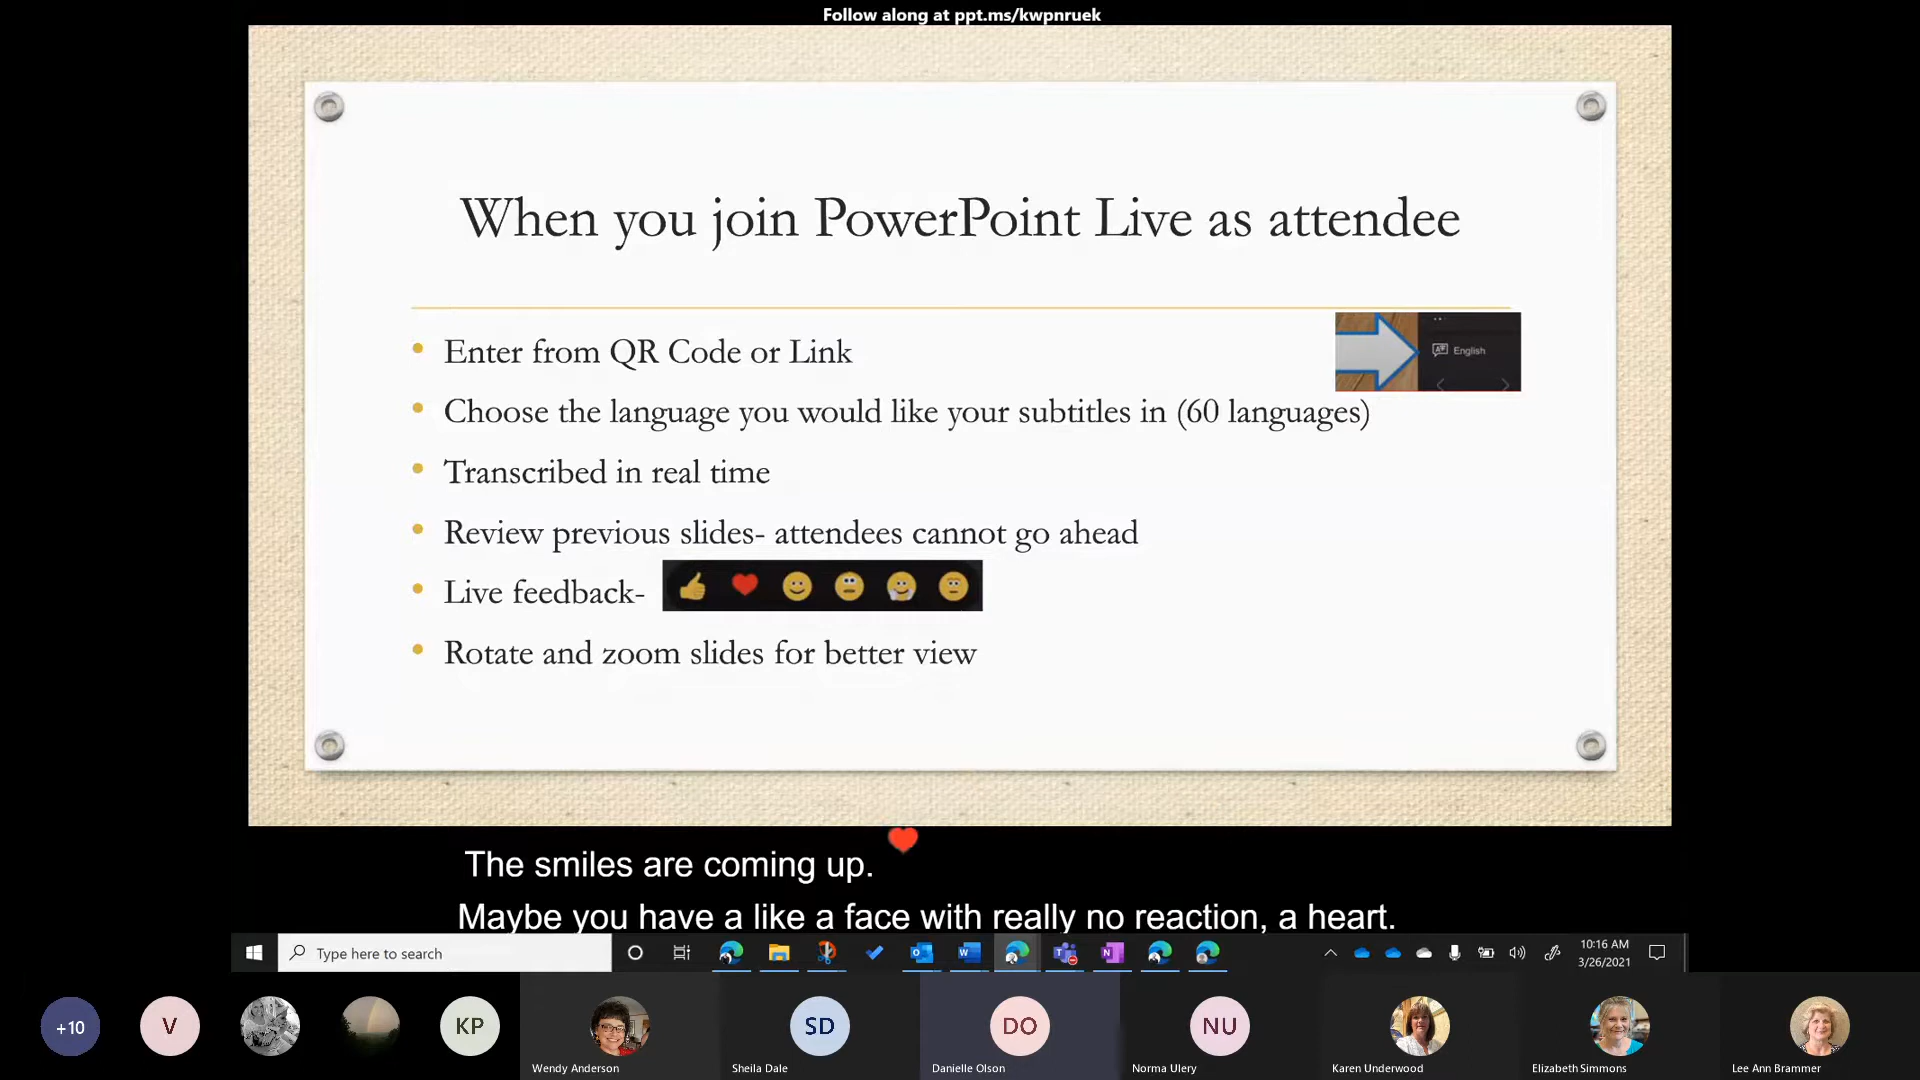 Follow along at ppt.ms/kwpnruek
When you join PowerPoint Live as attendee
English
Enter from QR Code or Link
Choose the language you would like your subtitles in (60 languages)
Transcribed in real time
Review previous slides- attendees cannot go ahead
Live feedback-
Rotate and zoom slides for better view
The smiles are coming up.
Maybe you have a like a face with really no reaction, a heart.
Type here to search
10:16 AM
3/26/2021
+10
V
KP
SD
DO
NU
Wendy Anderson
Sheila Dale
Danielle Olson
Norma Ulery
Karen Underwood
Elizabeth Simmons
Lee Ann Brammer